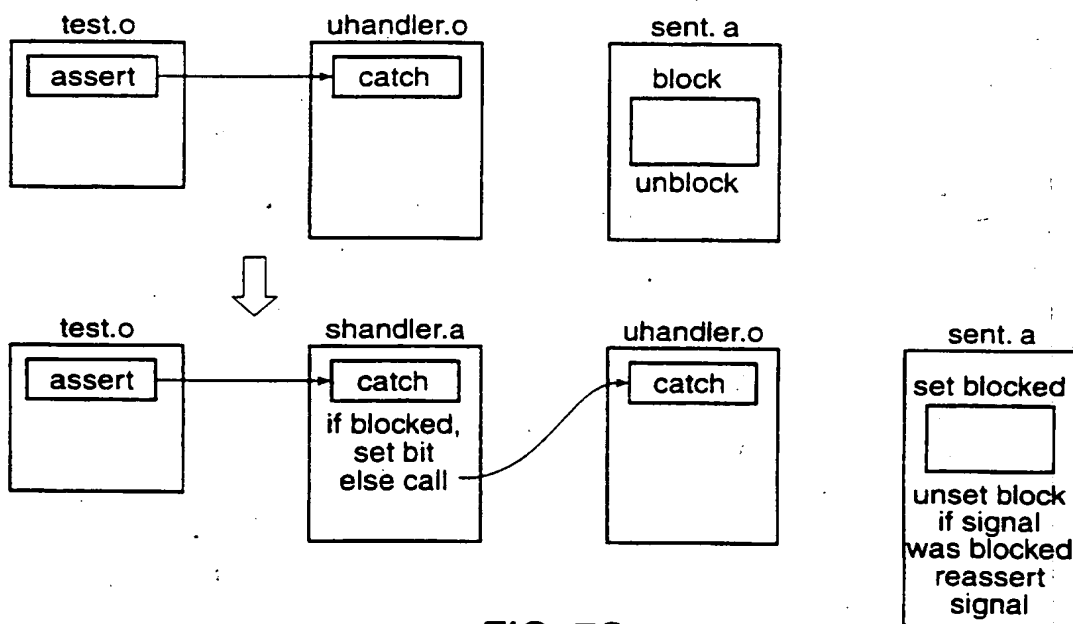 test.o
uhandler.o
sent. a
assert
catch
block
unblock
test.o
shandler.a
uhandler.o
sent. a
assert
catch
if blocked,
set bit
else call
catch
set blocked
unset block
if signal
was blocked
reassert
signal